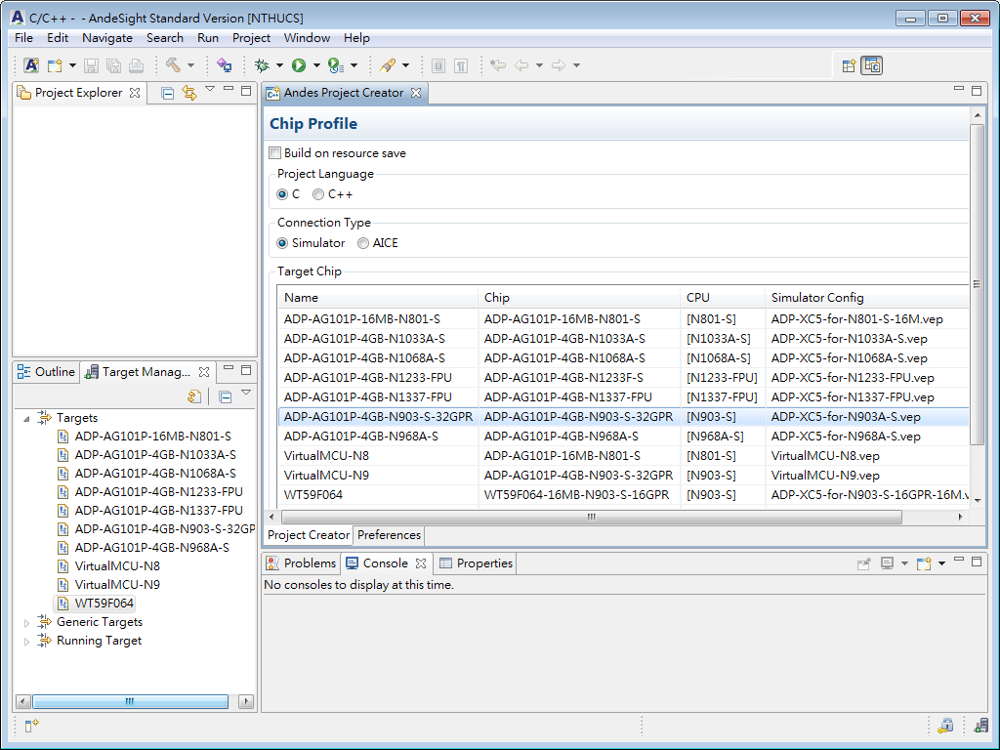 C/C++ -  - AndeSight Standard Version [NTHUCS]
File Edit Navigate Search Run Project Window Help
Project Explorer
Andes Project Creator
Chip Profile
Build on resource save
Project Language
C C++
Connection Type
Simulator AICE
Target Chip
Name Chip CPU Simulator Config
ADP-AG101P-16MB-N801-S ADP-AG101P-16MB-N801-S [N801-S] ADP-XC5-for-N801-S-16M.vep
ADP-AG101P-4GB-N1033A-S ADP-AG101P-4GB-N1033A-S [N1033A-S] ADP-XC5-for-N1033A-S.vep
ADP-AG101P-4GB-N1068A-S ADP-AG101P-4GB-N1068A-S [N1068A-S] ADP-XC5-for-N1068A-S.vep
ADP-AG101P-4GB-N1233-FPU ADP-AG101P-4GB-N1233F-S [N1233-FPU] ADP-XC5-for-N1233-FPU.vep
ADP-AG101P-4GB-N1337-FPU ADP-AG101P-4GB-N1337-FPU [N1337-FPU] ADP-XC5-for-N1337-FPU.vep
ADP-AG101P-4GB-N903-S-32GPR ADP-AG101P-4GB-N903-S-32GPR [N903-S] ADP-XC5-for-N903A-S.vep
ADP-AG101P-4GB-N968A-S ADP-AG101P-4GB-N968A-S [N968A-S] ADP-XC5-for-N968A-S.vep
VirtualMCU-N8 ADP-AG101P-16MB-N801-S [N801-S] VirtualMCU-N8.vep
VirtualMCU-N9 ADP-AG101P-4GB-N903-S-32GPR [N903-S] VirtualMCU-N9.vep
WT59F064 WT59F064-16MB-N903-S-16GPR [N903-S] ADP-XC5-for-N903-S-16GPR-16M.v
Project Creator Preferences
Outline Target Manag...
Targets
ADP-AG101P-16MB-N801-S
ADP-AG101P-4GB-N1033A-S
ADP-AG101P-4GB-N1068A-S
ADP-AG101P-4GB-N1233-FPU
ADP-AG101P-4GB-N1337-FPU
ADP-AG101P-4GB-N903-S-32GP
ADP-AG101P-4GB-N968A-S
VirtualMCU-N8
VirtualMCU-N9
WT59F064
Generic Targets
Running Target
Problems Console Properties
No consoles to display at this time.